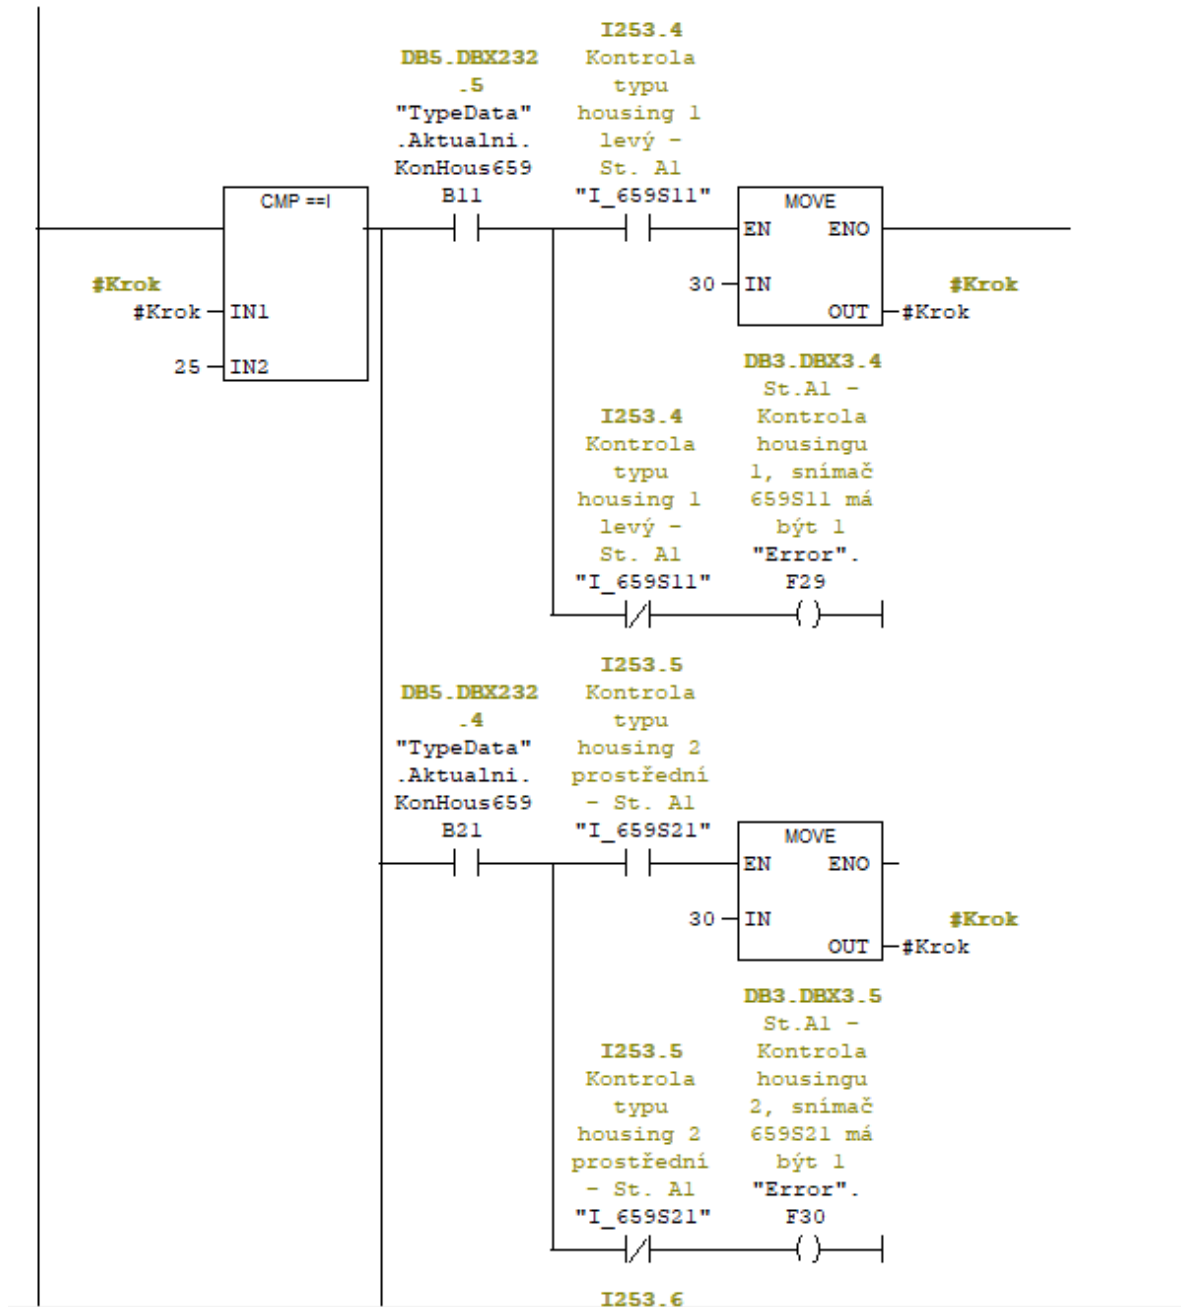 I253.4
Kontrola
typu
housing 1
levý -
St. A1
"I_659S11"
DB5.DBX232
.5
"TypeData"
.Aktualni.
KonHous659
B11
CMP ==I
MOVE
EN ENO
#Krok
#Krok
IN1
25
IN2
30
IN
#Krok
OUT
#Krok
DB3.DBX3.4
St.A1 -
Kontrola
housingu
1, snímač
659S11 má
být 1
"Error".
F29
I253.4
Kontrola
typu
housing 1
levý -
St. A1
"I_659S11"
I253.5
Kontrola
typu
housing 2
prostřední
- St. A1
"I_659S21"
DB5.DBX232
.4
"TypeData"
.Aktualni.
KonHous659
B21
MOVE
EN ENO
30
IN
#Krok
OUT
#Krok
DB3.DBX3.5
St.A1 -
Kontrola
housingu
2, snímač
659S21 má
být 1
"Error".
F30
I253.5
Kontrola
typu
housing 2
prostřední
- St. A1
"I_659S21"
I253.6